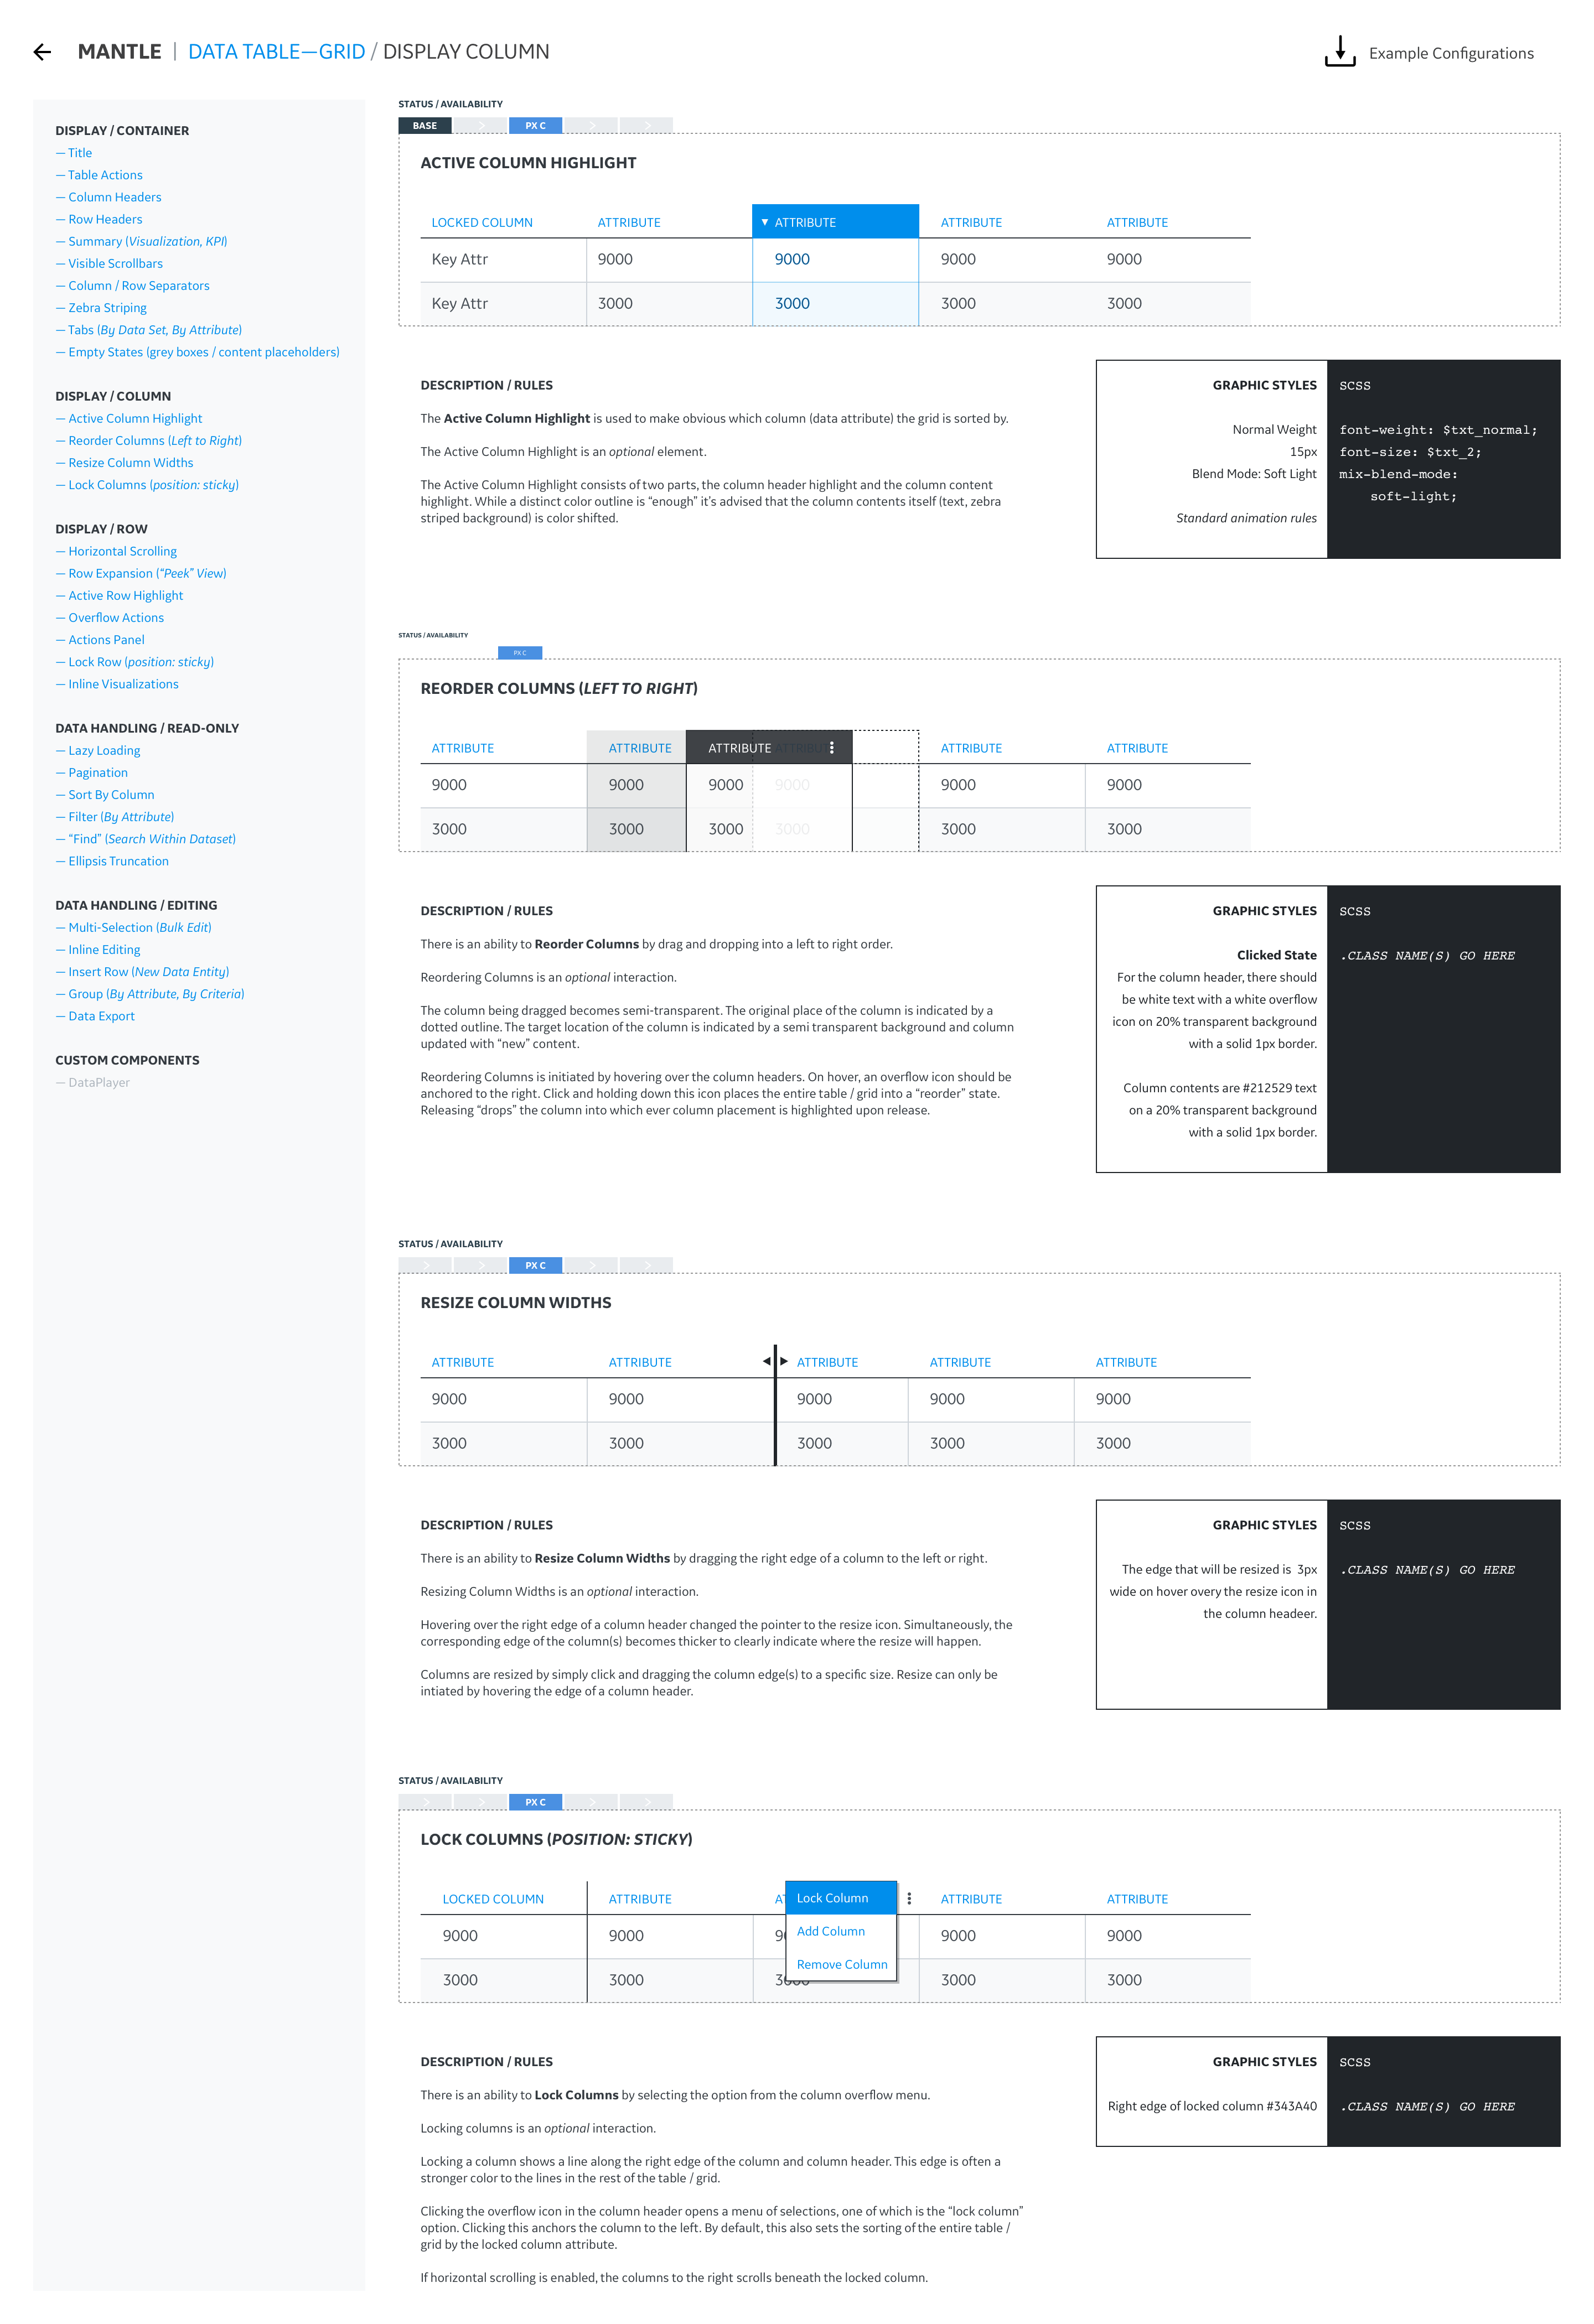 MANTLE | DATA TABLE—GRID / DISPLAY COLUMN
Example Configurations
DISPLAY / CONTAINER
— Title
— Table Actions
— Column Headers
— Row Headers
— Summary (Visualization, KPI)
— Visible Scrollbars
— Column / Row Separators
— Zebra Striping
— Tabs (By Data Set, By Attribute)
— Empty States (grey boxes / content placeholders)
DISPLAY / COLUMN
— Active Column Highlight
— Reorder Columns (Left to Right)
— Resize Column Widths
— Lock Columns (position: sticky)
DISPLAY / ROW
— Horizontal Scrolling
— Row Expansion (“Peek” View)
— Active Row Highlight
— Overflow Actions
— Actions Panel
— Lock Row (position: sticky)
— Inline Visualizations
DATA HANDLING / READ-ONLY
— Lazy Loading
— Pagination
— Sort By Column
— Filter (By Attribute)
— “Find” (Search Within Dataset)
— Ellipsis Truncation
DATA HANDLING / EDITING
— Multi-Selection (Bulk Edit)
— Inline Editing
— Insert Row (New Data Entity)
— Group (By Attribute, By Criteria)
— Data Export
CUSTOM COMPONENTS
— DataPlayer
STATUS / AVAILABILITY
BASE PX C
ACTIVE COLUMN HIGHLIGHT
LOCKED COLUMN ATTRIBUTE ATTRIBUTE ATTRIBUTE ATTRIBUTE
Key Attr 9000 9000 9000 9000
Key Attr 3000 3000 3000 3000
DESCRIPTION / RULES
The Active Column Highlight is used to make obvious which column (data attribute) the grid is sorted by.
The Active Column Highlight is an optional element.
The Active Column Highlight consists of two parts, the column header highlight and the column content
highlight. While a distinct color outline is “enough” it’s advised that the column contents itself (text, zebra
striped background) is color shifted.
GRAPHIC STYLES
Normal Weight
15px
Blend Mode: Soft Light
Standard animation rules
SCSS
font-weight: $txt_normal;
font-size: $txt_2;
mix-blend-mode:
soft-light;
STATUS / AVAILABILITY
PX C
REORDER COLUMNS (LEFT TO RIGHT)
ATTRIBUTE ATTRIBUTE ATTRIBUTE ATTRIBUTE ATTRIBUTE ATTRIBUTE
9000 9000 9000 9000 9000 9000
3000 3000 3000 3000 3000 3000
DESCRIPTION / RULES
There is an ability to Reorder Columns by drag and dropping into a left to right order.
Reordering Columns is an optional interaction.
The column being dragged becomes semi-transparent. The original place of the column is indicated by a
dotted outline. The target location of the column is indicated by a semi transparent background and column
updated with “new” content.
Reordering Columns is initiated by hovering over the column headers. On hover, an overflow icon should be
anchored to the right. Click and holding down this icon places the entire table / grid into a “reorder” state.
Releasing “drops” the column into which ever column placement is highlighted upon release.
GRAPHIC STYLES
Clicked State
For the column header, there should
be white text with a white overflow
icon on 20% transparent background
with a solid 1px border.
Column contents are #212529 text
on a 20% transparent background
with a solid 1px border.
SCSS
.CLASS NAME(S) GO HERE
STATUS / AVAILABILITY
PX C
RESIZE COLUMN WIDTHS
ATTRIBUTE ATTRIBUTE ATTRIBUTE ATTRIBUTE ATTRIBUTE
9000 9000 9000 9000 9000
3000 3000 3000 3000 3000
DESCRIPTION / RULES
There is an ability to Resize Column Widths by dragging the right edge of a column to the left or right.
Resizing Column Widths is an optional interaction.
Hovering over the right edge of a column header changed the pointer to the resize icon. Simultaneously, the
corresponding edge of the column(s) becomes thicker to clearly indicate where the resize will happen.
Columns are resized by simply click and dragging the column edge(s) to a specific size. Resize can only be
intiated by hovering the edge of a column header.
GRAPHIC STYLES
The edge that will be resized is 3px
wide on hover overy the resize icon in
the column headeer.
SCSS
.CLASS NAME(S) GO HERE
STATUS / AVAILABILITY
PX C
LOCK COLUMNS (POSITION: STICKY)
LOCKED COLUMN ATTRIBUTE Lock Column ATTRIBUTE ATTRIBUTE
9000 9000 Add Column 9000 9000
Remove Column
3000 3000 3000 3000 3000
DESCRIPTION / RULES
There is an ability to Lock Columns by selecting the option from the column overflow menu.
Locking columns is an optional interaction.
Locking a column shows a line along the right edge of the column and column header. This edge is often a
stronger color to the lines in the rest of the table / grid.
Clicking the overflow icon in the column header opens a menu of selections, one of which is the “lock column”
option. Clicking this anchors the column to the left. By default, this also sets the sorting of the entire table /
grid by the locked column attribute.
If horizontal scrolling is enabled, the columns to the right scrolls beneath the locked column.
GRAPHIC STYLES
Right edge of locked column #343A40
SCSS
.CLASS NAME(S) GO HERE